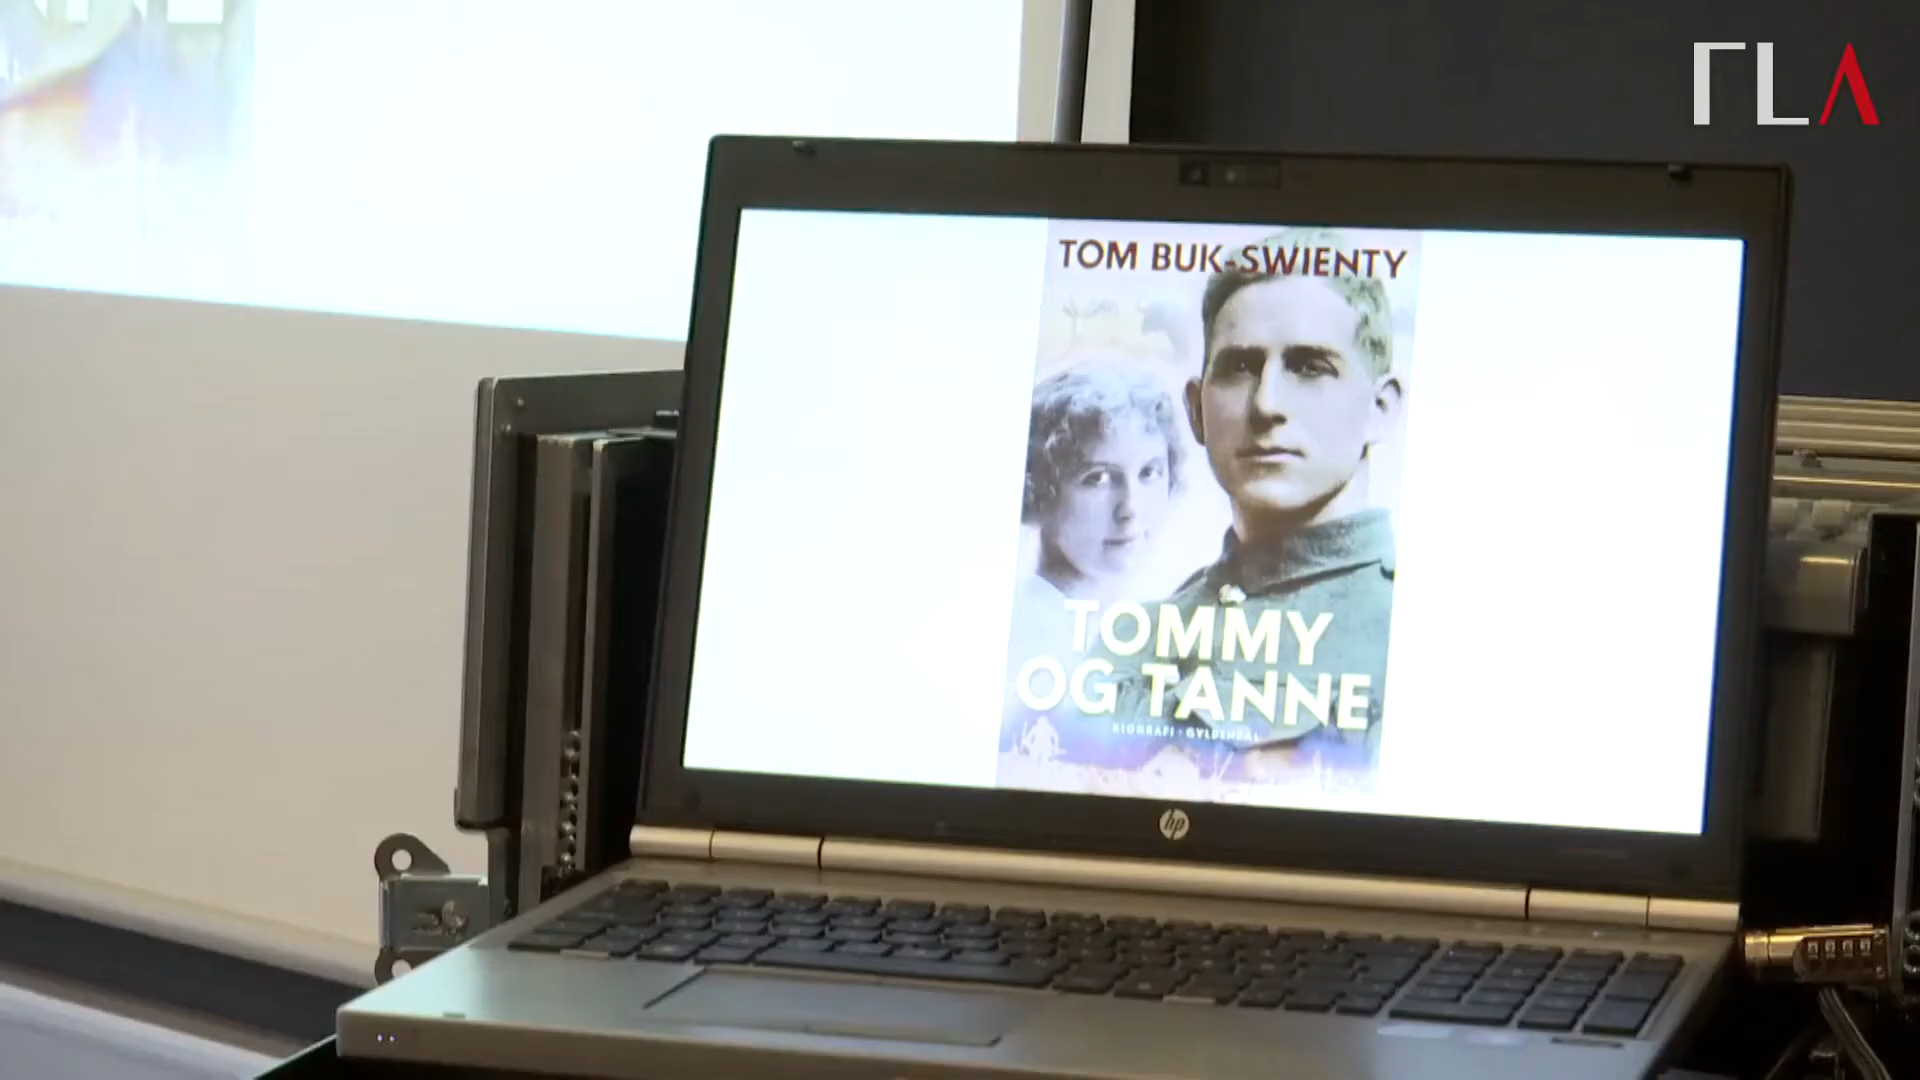 TLA
TOM BUK-SWIENTY
TOMMY
OG TANNE
BIOGRAFI · GYLDENDAL
hp